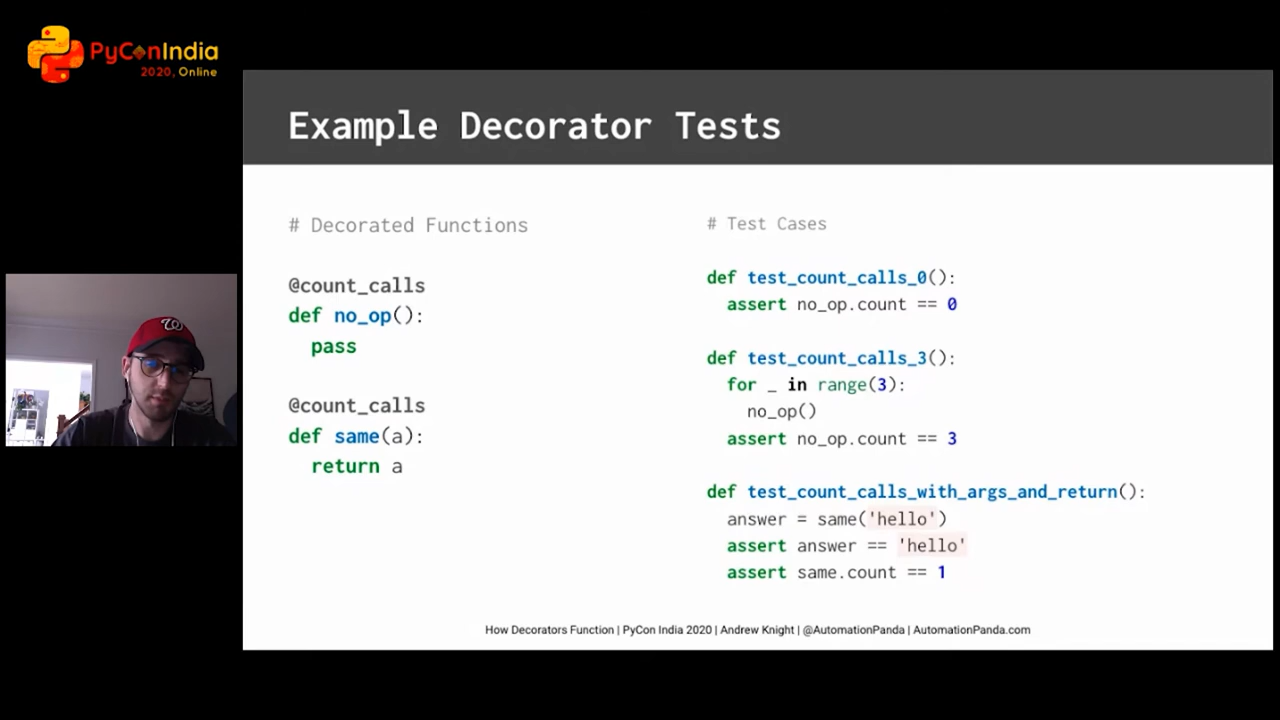 PyConIndia
2020, Online
Example Decorator Tests
# Decorated Functions
@count_calls
def no_op():
pass
@count_calls
def same(a):
return a
# Test Cases
def test_count_calls_0():
assert no_op.count == 0
def test_count_calls_3():
for _ in range(3):
no_op()
assert no_op.count == 3
def test_count_calls_with_args_and_return():
answer = same('hello')
assert answer == 'hello'
assert same.count == 1
How Decorators Function | PyCon India 2020 | Andrew Knight | @AutomationPanda | AutomationPanda.com
W